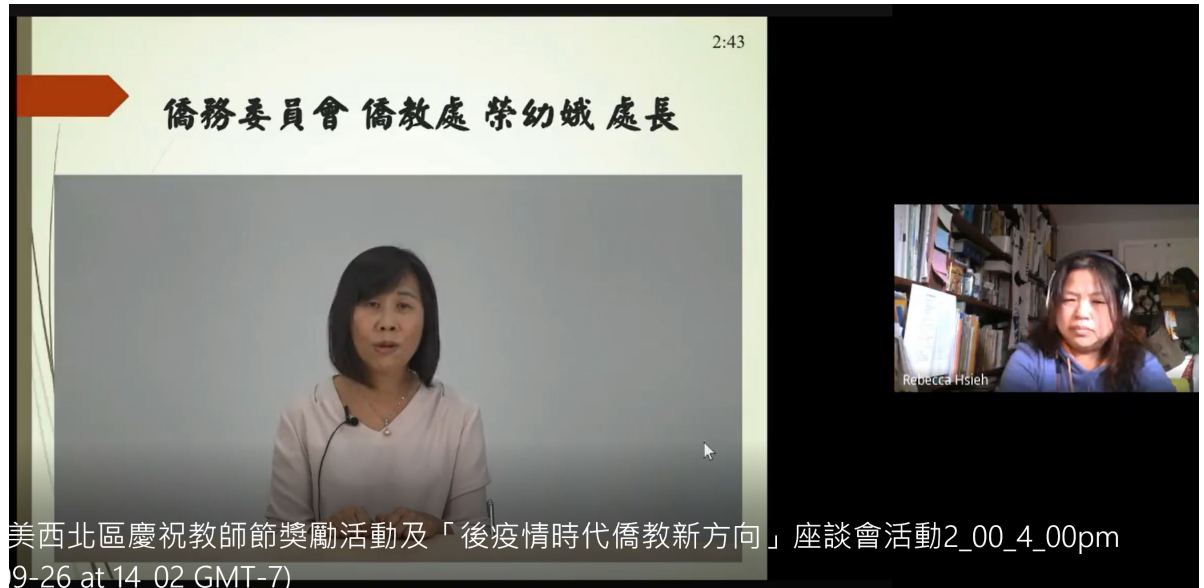 2:43
僑務委員會 僑教處 榮幼娥 處長
Rebecca Hsieh
美西北區慶祝教師節獎勵活動及「後疫情時代僑教新方向」座談會活動2_00_4_00pm
09-26 at 14_02 GMT-7)